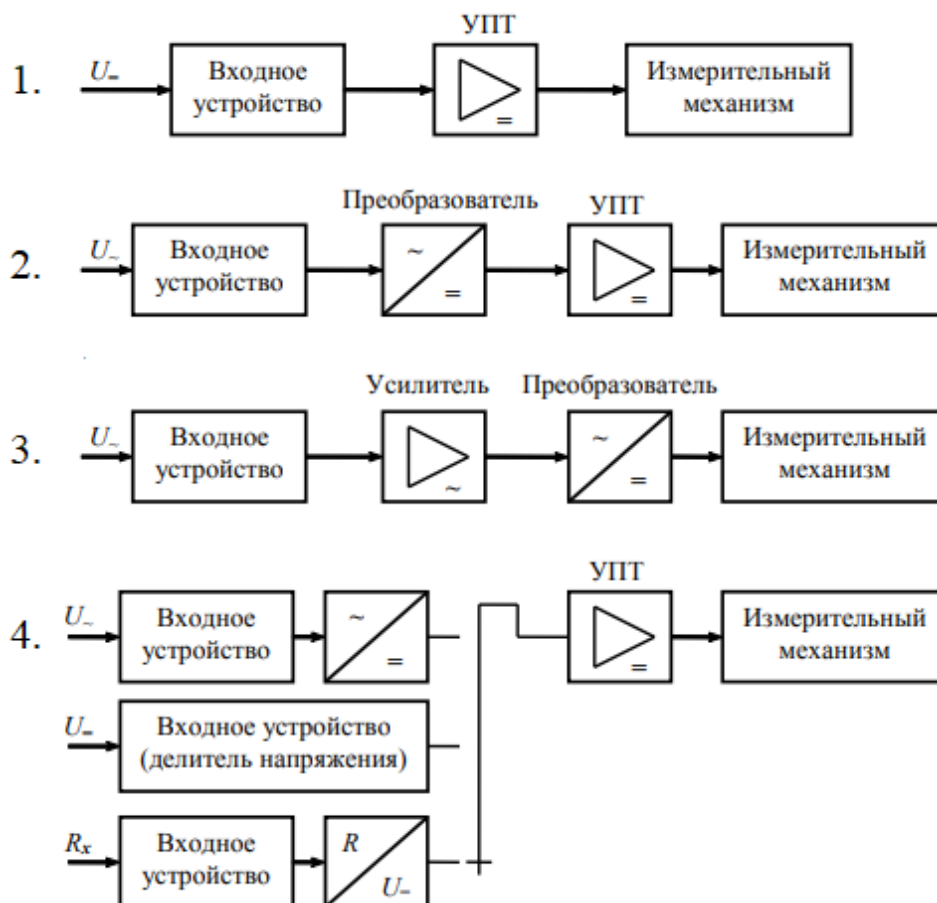 УПТ
1. U= Входное устройство = Измерительный механизм
Преобразователь УПТ
2. U~ Входное устройство ~ = = Измерительный механизм
Усилитель Преобразователь
3. U~ Входное устройство ~ ~ = Измерительный механизм
УПТ
4. U~ Входное устройство ~ = = Измерительный механизм
U= Входное устройство
(делитель напряжения)
Rx Входное устройство R U=